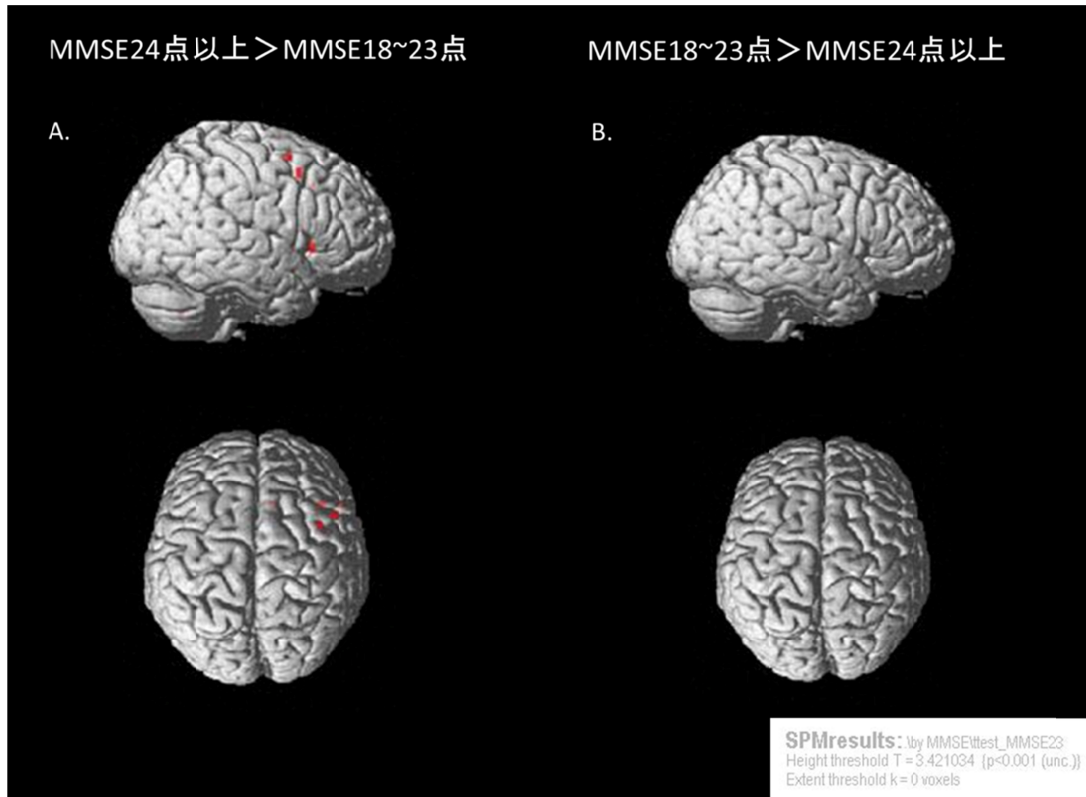 MMSE24点以上＞MMSE18~23点
MMSE18~23点＞MMSE24点以上
A.
B.
SPMresults: .\by MMSE\ttest_MMSE23
Height threshold T = 3.421034 {p<0.001 (unc.)}
Extent threshold k = 0 voxels